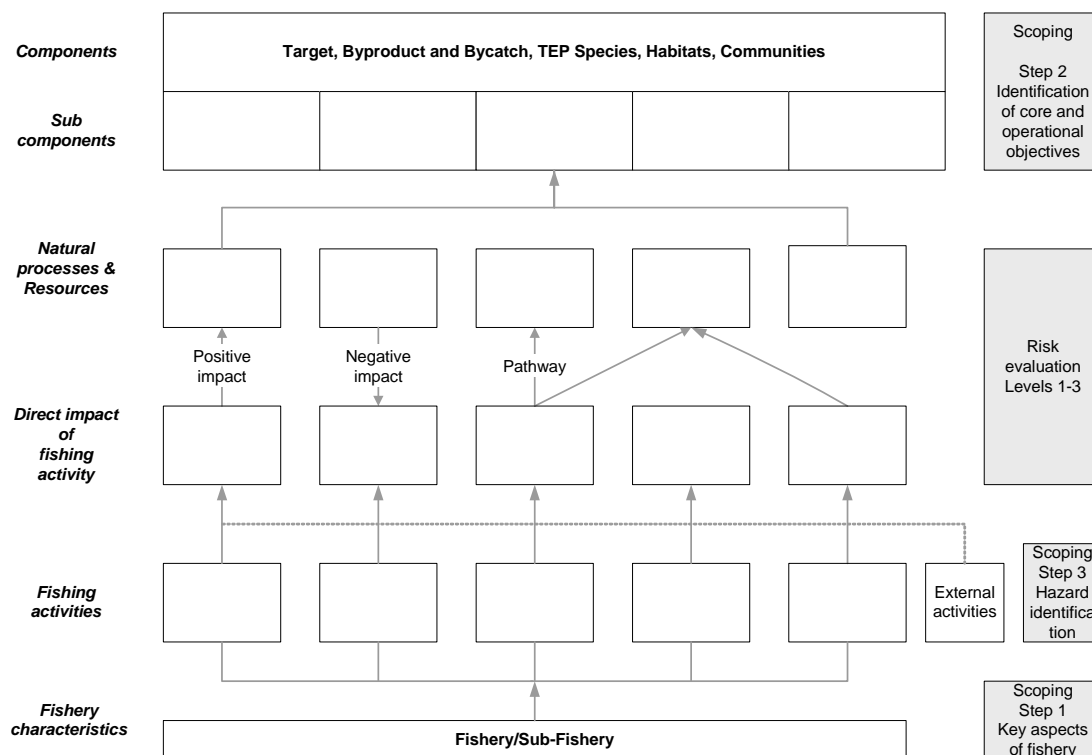 Components
Target, Byproduct and Bycatch, TEP Species, Habitats, Communities
Scoping
Step 2
Identification
of core and
operational
objectives
Sub
components
Natural
processes &
Resources
Positive
impact
Negative
impact
Pathway
Risk
evaluation
Levels 1-3
Direct impact
of
fishing
activity
Fishing
activities
External
activities
Scoping
Step 3
Hazard
identifica
tion
Fishery
characteristics
Fishery/Sub-Fishery
Scoping
Step 1
Key aspects
of fishery